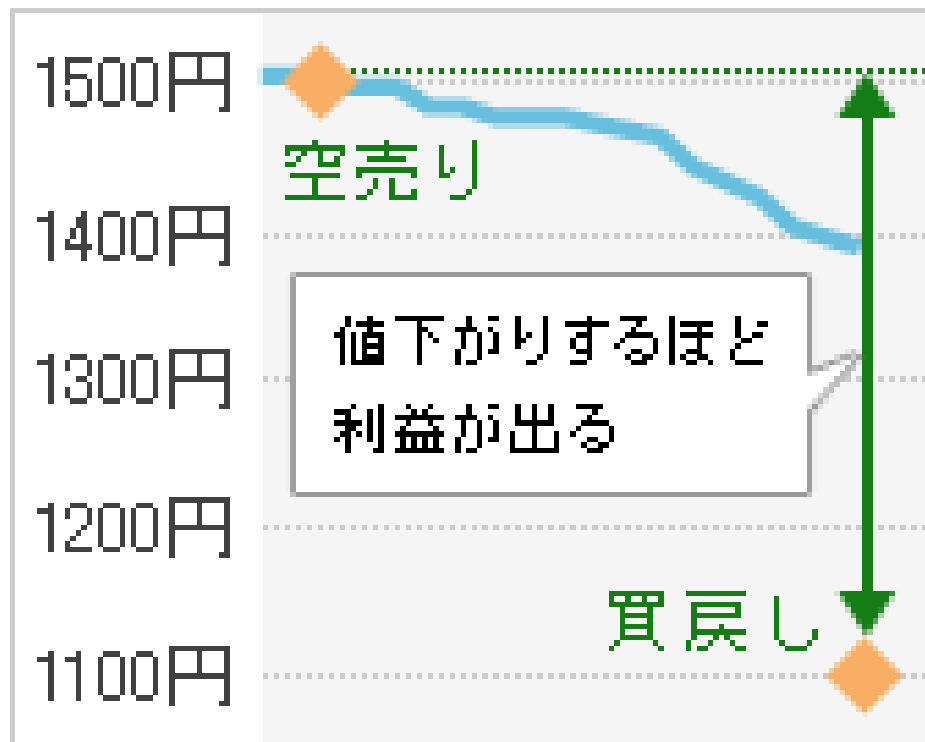 1500円
空売り
1400円
値下がりするほど
利益が出る
1300円
1200円
買戻し
1100円